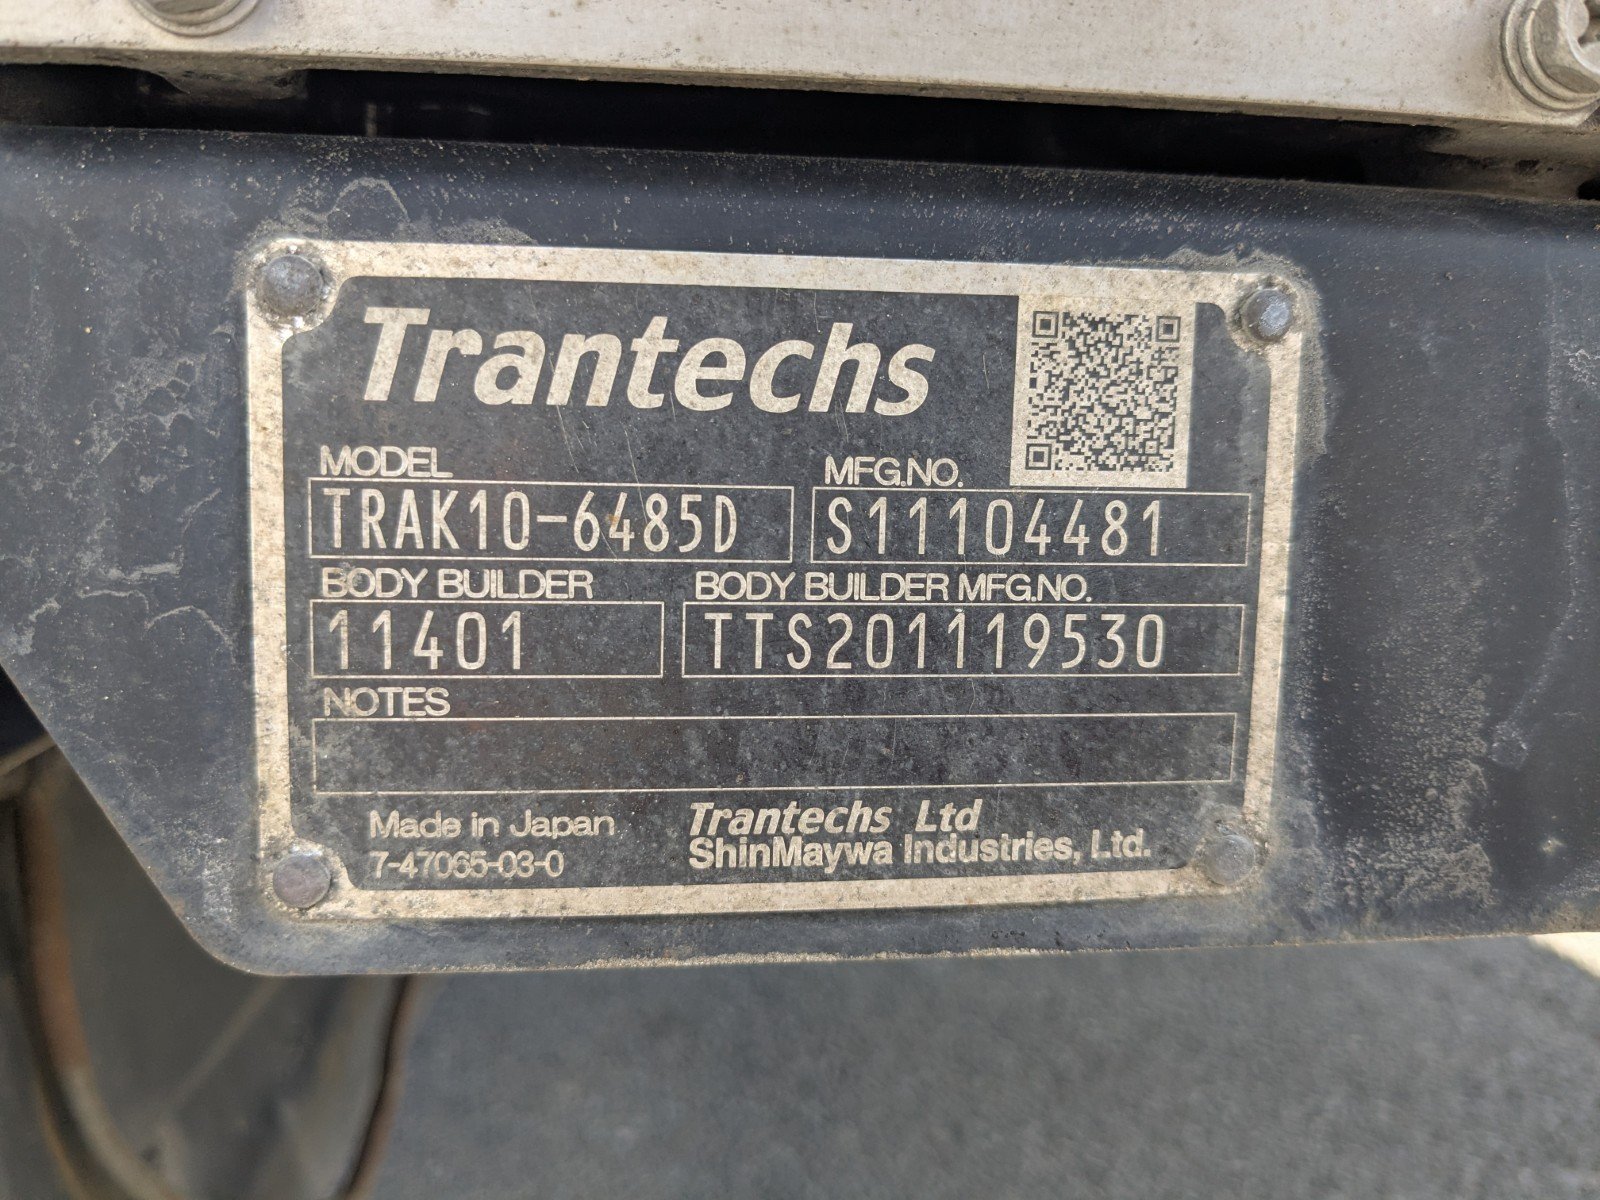 Trantechs
MODEL MFG.NO.
TRAK10-6485D S11104481
BODY BUILDER BODY BUILDER MFG.NO.
11401 TTS201119530
NOTES
Made in Japan Trantechs Ltd
7-47065-03-0 ShinMaywa Industries, Ltd.